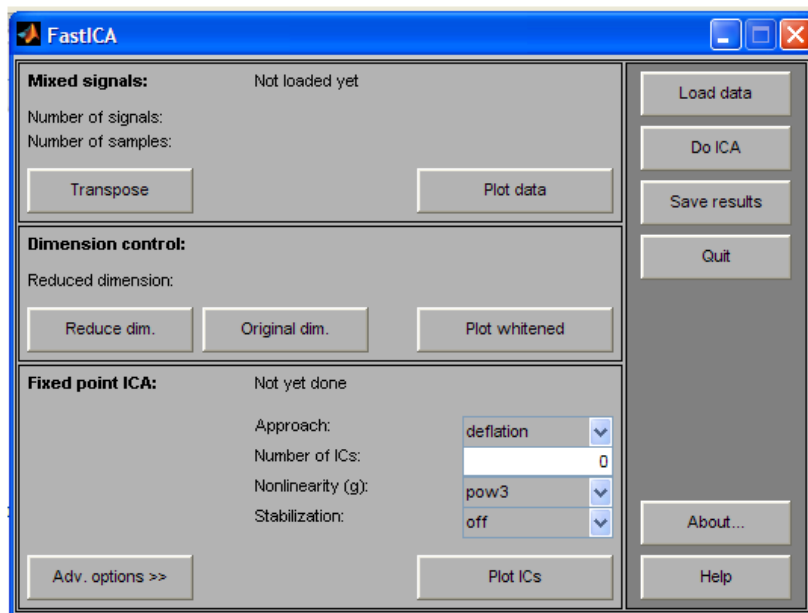 FastICA
Mixed signals: Not loaded yet
Number of signals:
Number of samples:
Transpose Plot data
Dimension control:
Reduced dimension:
Reduce dim. Original dim. Plot whitened
Fixed point ICA: Not yet done
Approach: deflation
Number of ICs: 0
Nonlinearity (g): pow3
Stabilization: off
Adv. options >> Plot ICs
Load data
Do ICA
Save results
Quit
About...
Help